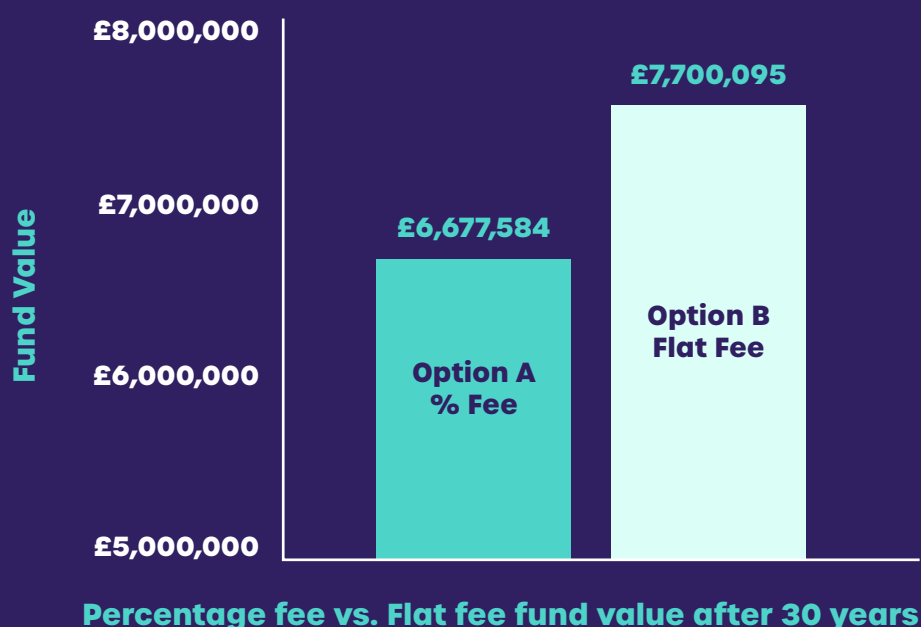 £8,000,000
£7,700,095
£7,000,000
£6,677,584
Fund Value
Option B
Flat Fee
£6,000,000
Option A
% Fee
£5,000,000
Percentage fee vs. Flat fee fund value after 30 years